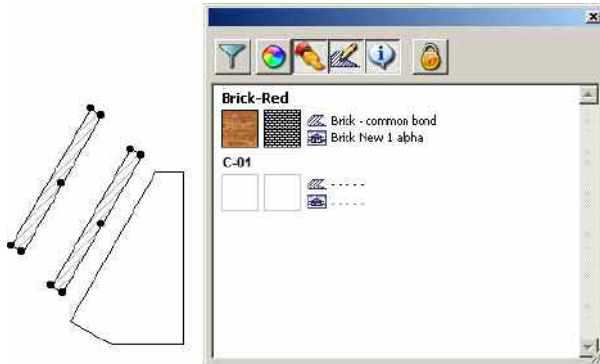 Brick-Red
Brick - common bond
Brick New 1 alpha
C-01
- - - - -
- - - - -